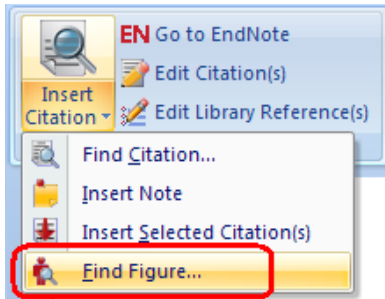 EN Go to EndNote
Edit Citation(s)
Insert
Citation
Edit Library Reference(s)
Find Citation...
Insert Note
Insert Selected Citation(s)
Find Figure...